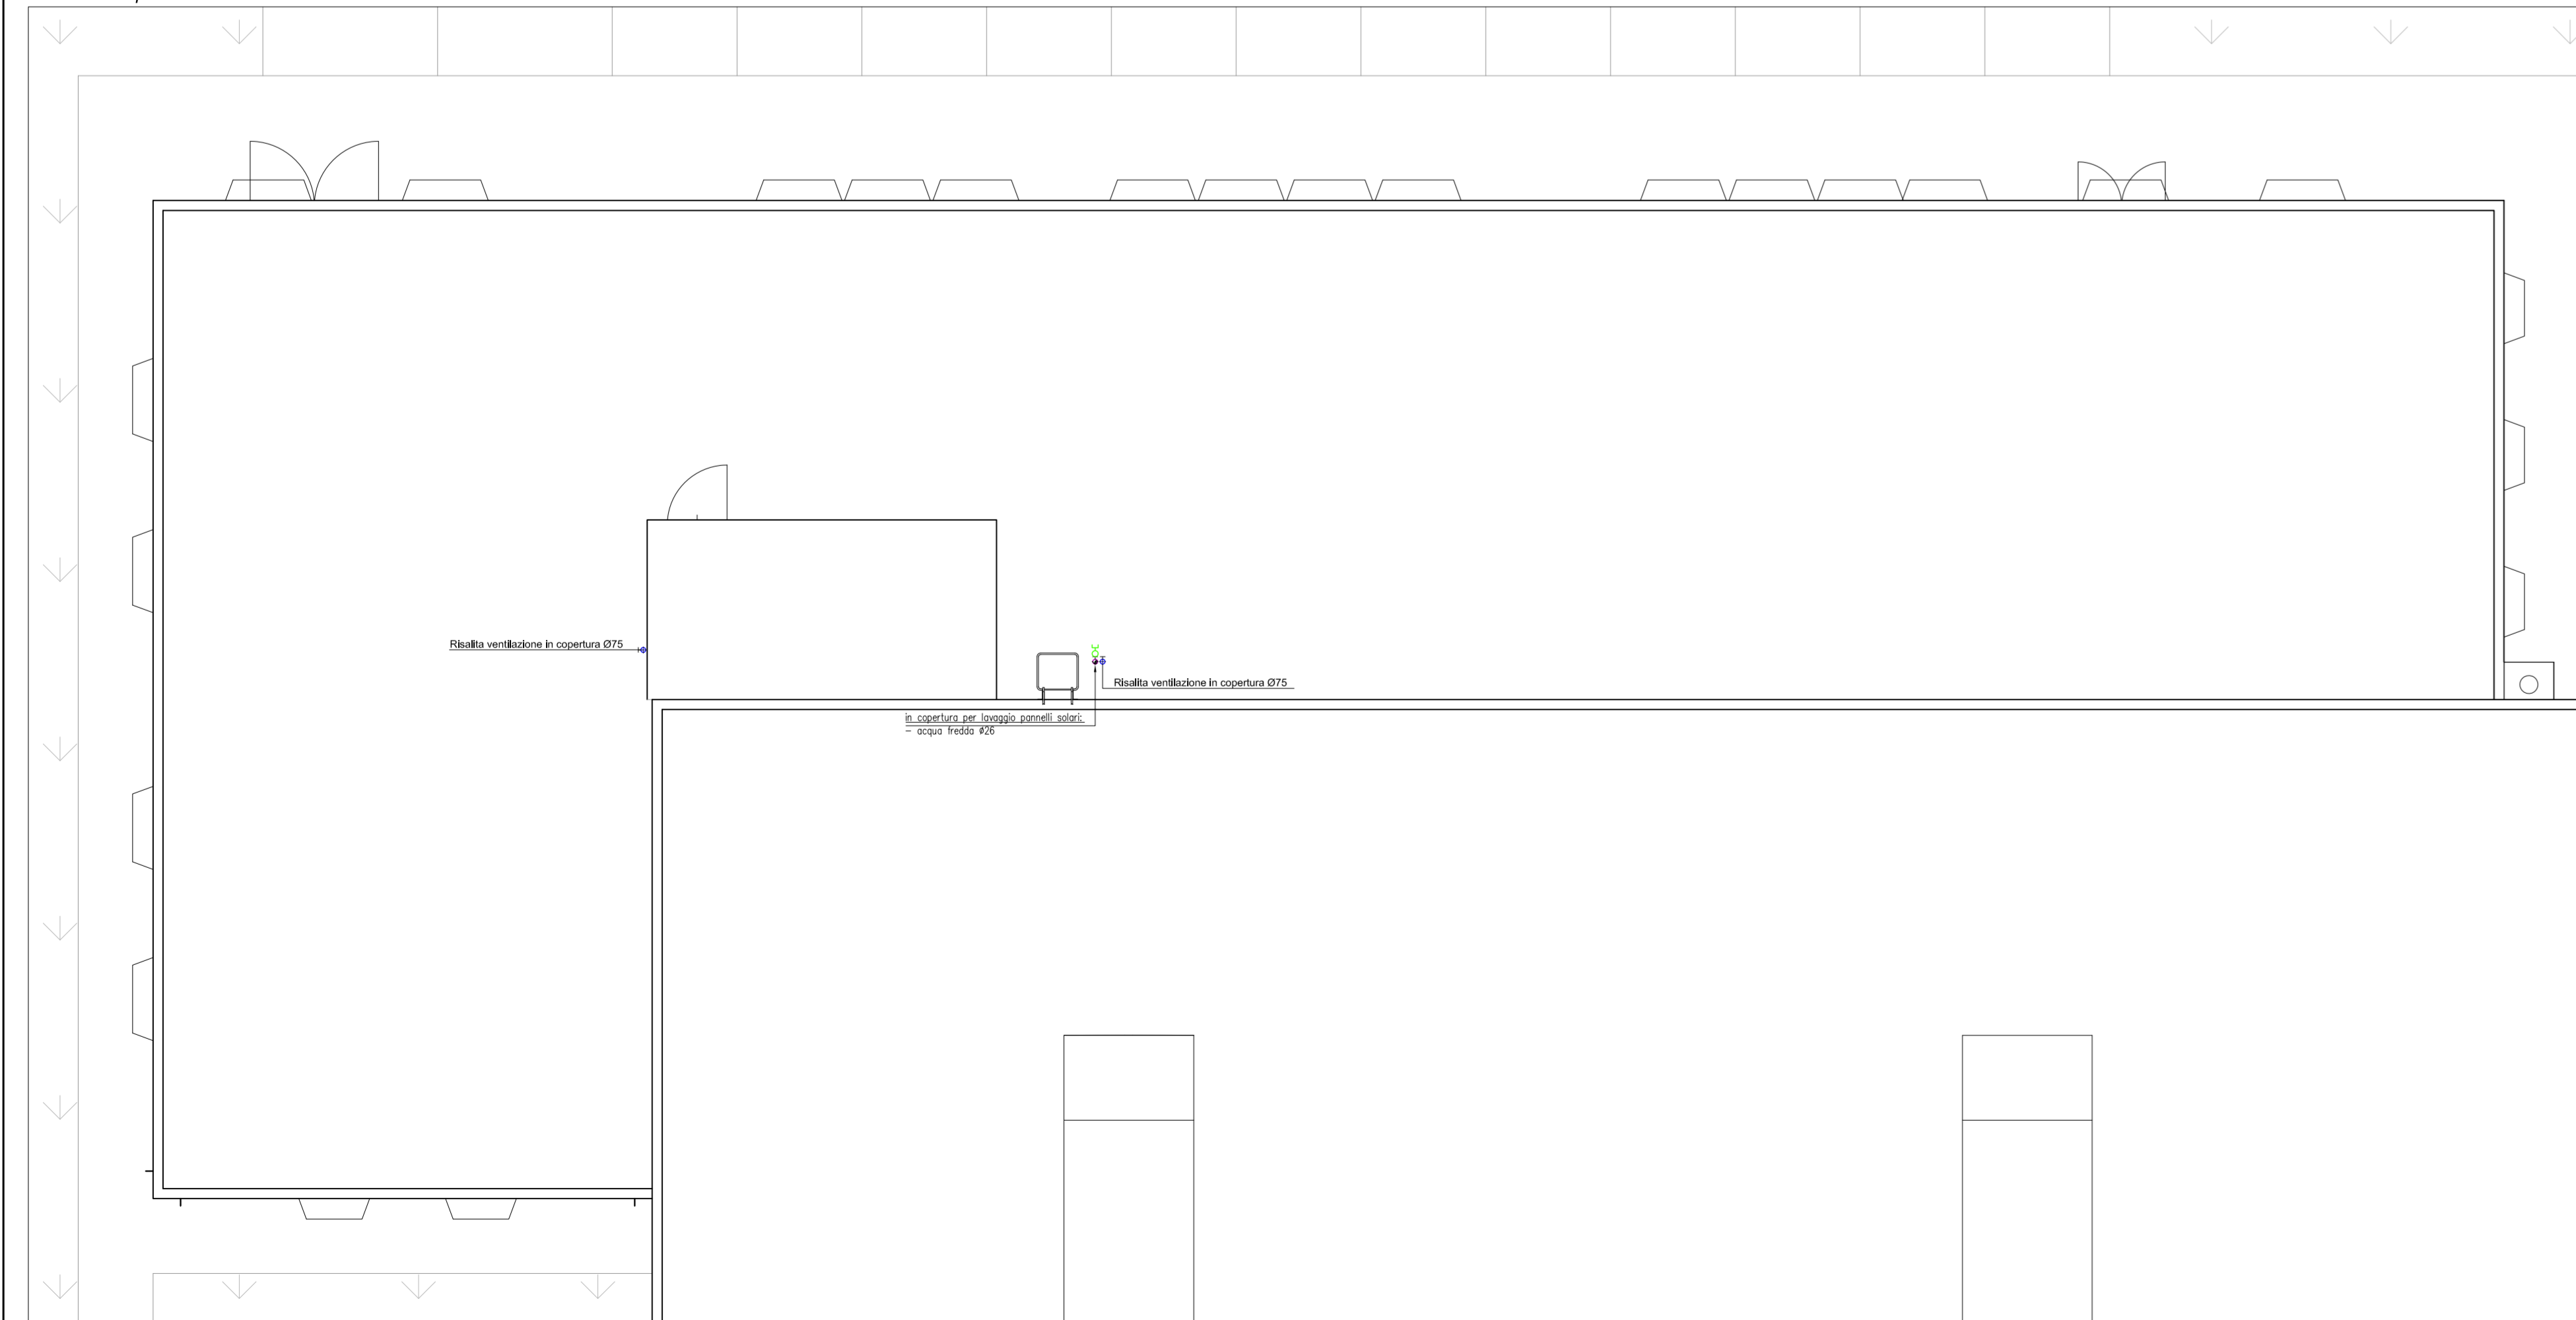 Risalita ventilazione in copertura Ø75
Risalita ventilazione in copertura Ø75
in copertura per lavaggio pannelli solari:
- acqua fredda Ø26